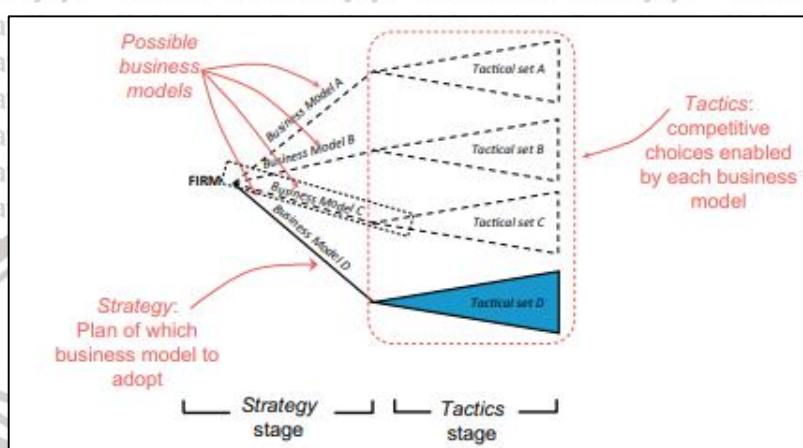 Possible
business
models
Business Model A
Tactical set A
Tactics:
competitive
choices enabled
by each business
model
Business Model B
Tactical set B
FIRM
Business Model C
Tactical set C
Business Model D
Tactical set D
Strategy:
Plan of which
business model to
adopt
Strategy
stage
Tactics
stage